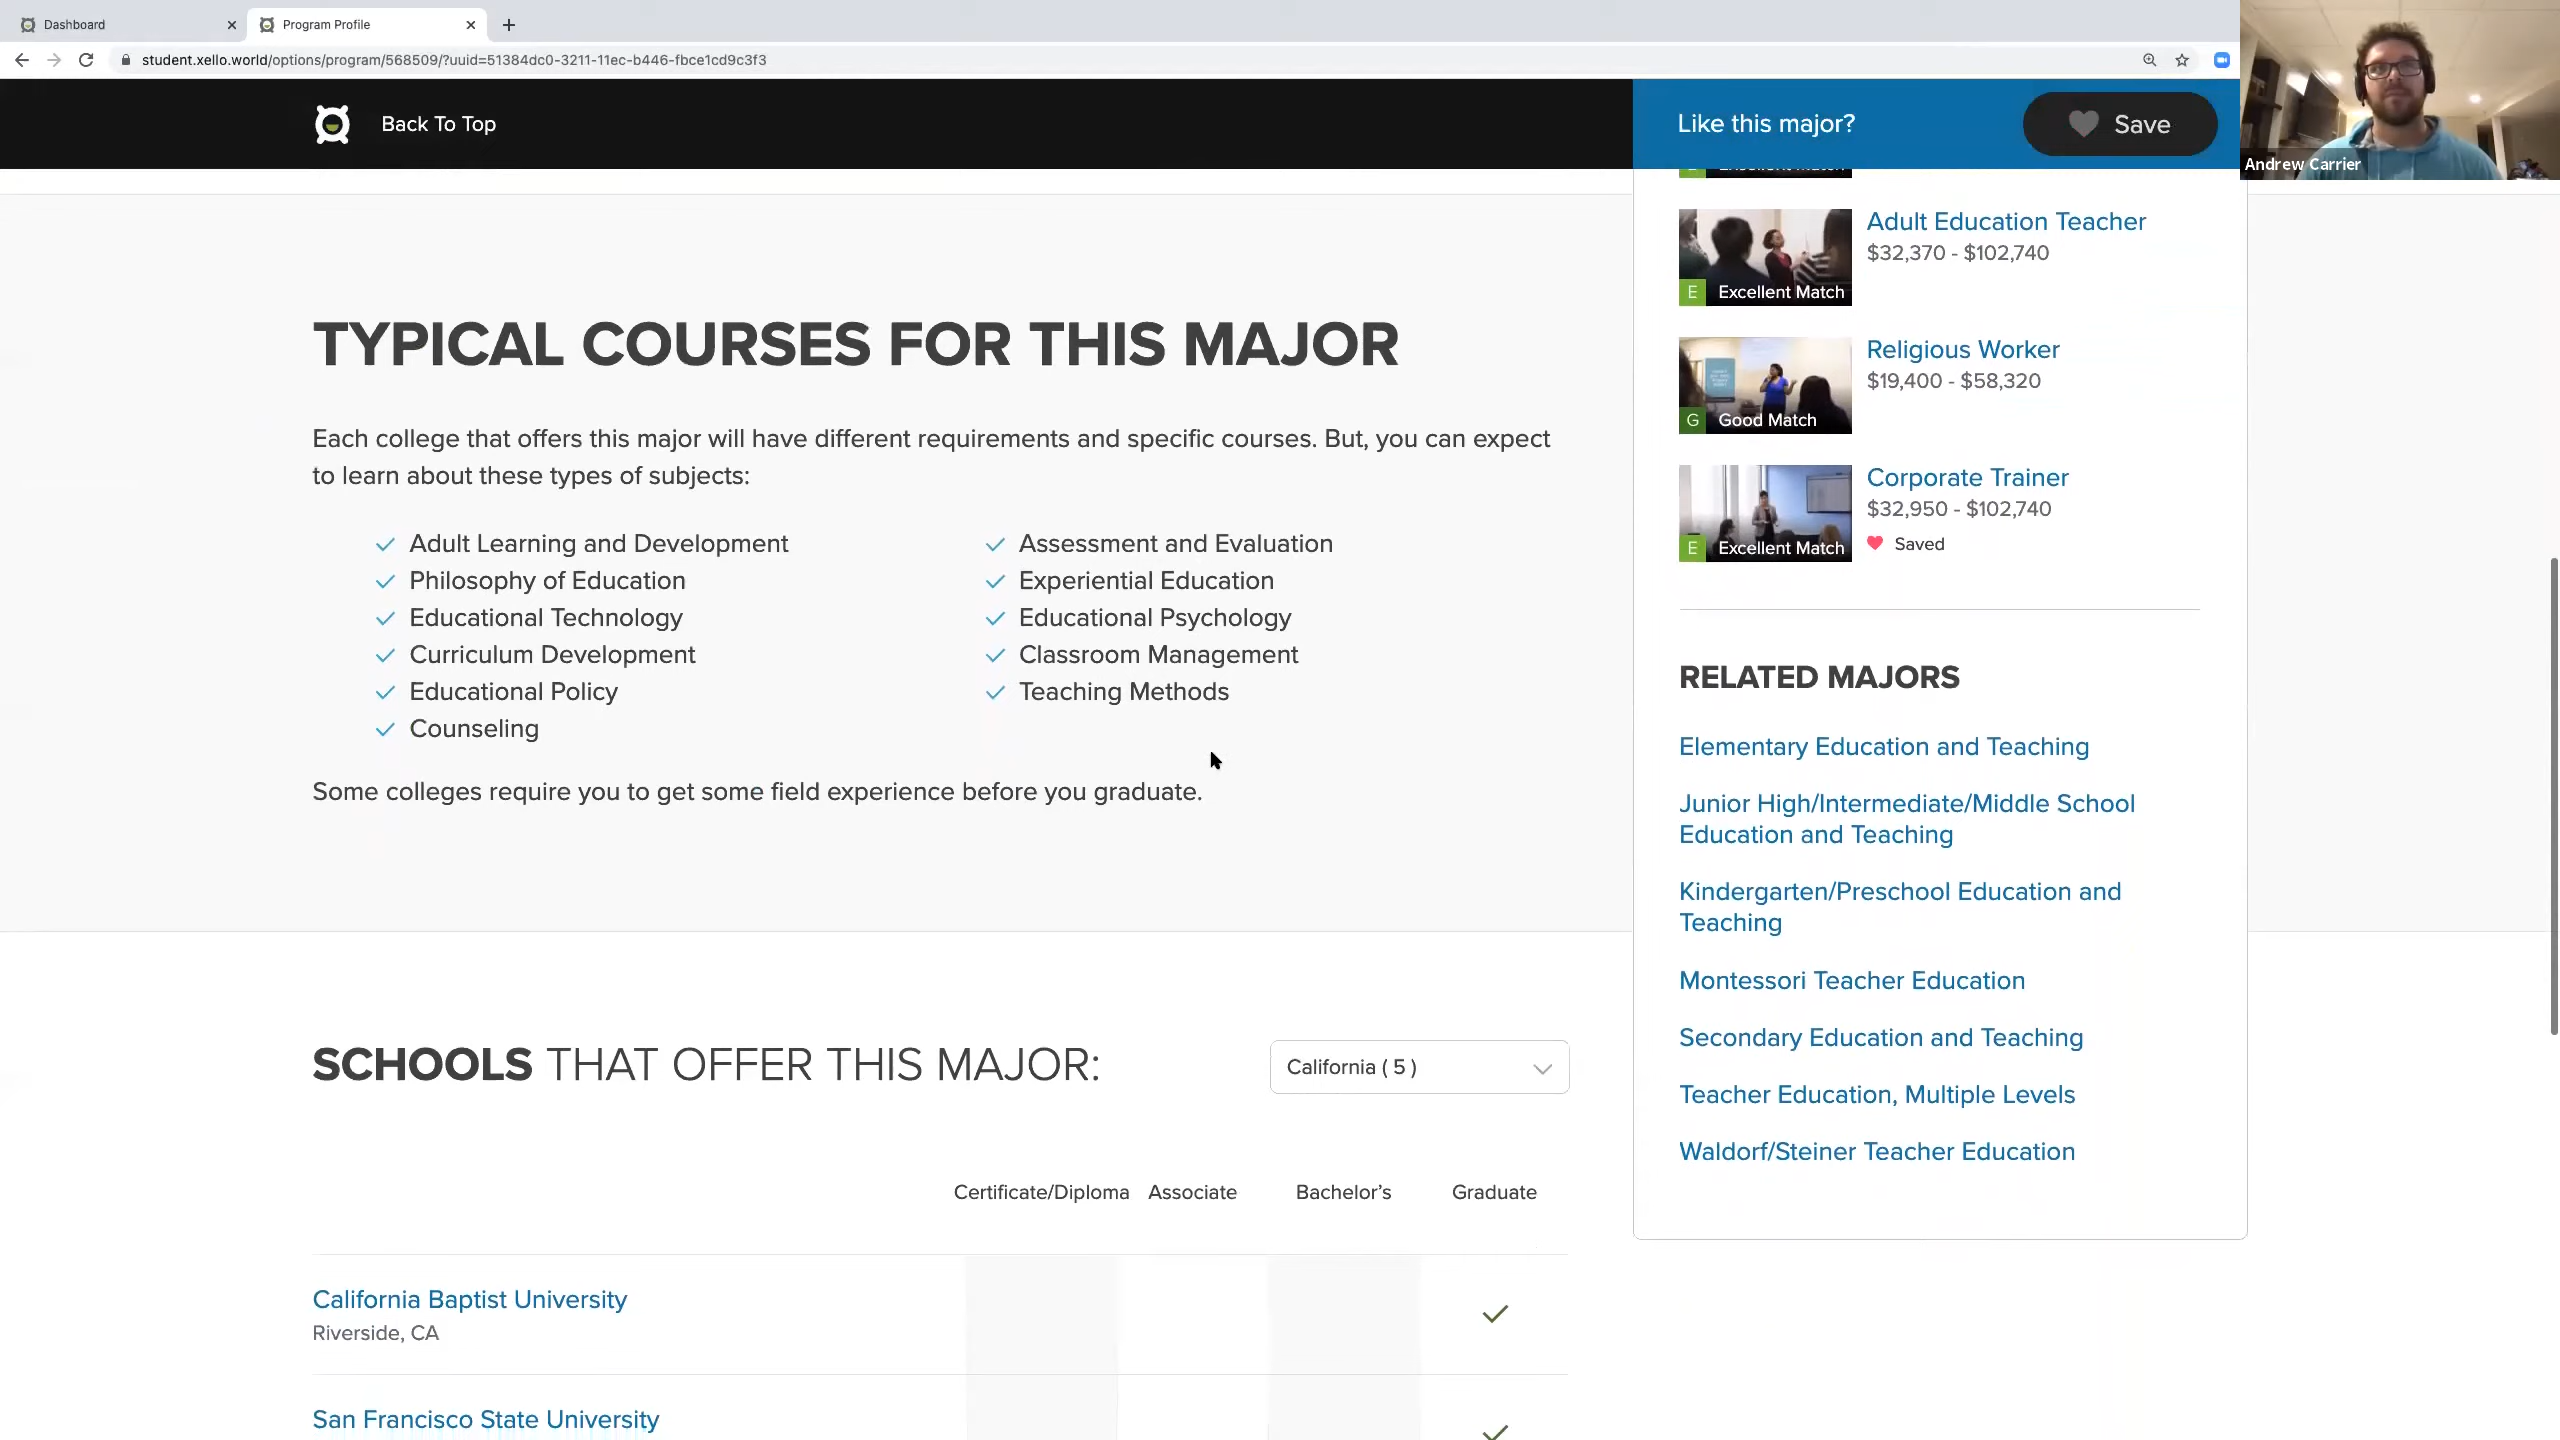 Dashboard
Program Profile
student.xello.world/options/program/568509/?uuid=51384dc0-3211-11ec-b446-fbce1cd9c3f3
Back To Top
Like this major?
Save
Andrew Carrier
TYPICAL COURSES FOR THIS MAJOR
Each college that offers this major will have different requirements and specific courses. But, you can expect
to learn about these types of subjects:
Adult Learning and Development
Philosophy of Education
Educational Technology
Curriculum Development
Educational Policy
Counseling
Assessment and Evaluation
Experiential Education
Educational Psychology
Classroom Management
Teaching Methods
Some colleges require you to get some field experience before you graduate.
SCHOOLS THAT OFFER THIS MAJOR:
California ( 5 )
Certificate/Diploma Associate Bachelor’s Graduate
California Baptist University
Riverside, CA
San Francisco State University
Adult Education Teacher
$32,370 - $102,740
E Excellent Match
Religious Worker
$19,400 - $58,320
G Good Match
Corporate Trainer
$32,950 - $102,740
Saved
E Excellent Match
RELATED MAJORS
Elementary Education and Teaching
Junior High/Intermediate/Middle School
Education and Teaching
Kindergarten/Preschool Education and
Teaching
Montessori Teacher Education
Secondary Education and Teaching
Teacher Education, Multiple Levels
Waldorf/Steiner Teacher Education